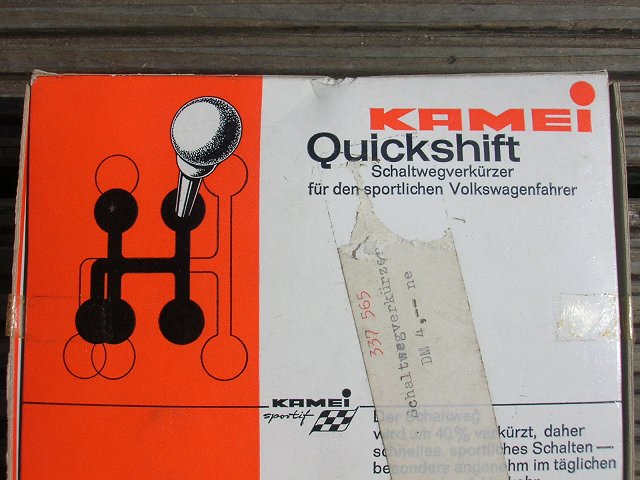 KAMEi
Quickshift
Schaltwegverkürzer
für den sportlichen Volkswagenfahrer
337 565
Schaltwegverkürzer
DM 4,-- ne
KAMEi
sportif
Der Schaltweg
wird um 40% verkürzt, daher
schnelles, sportliches Schalten —
besonders angenehm im täglichen